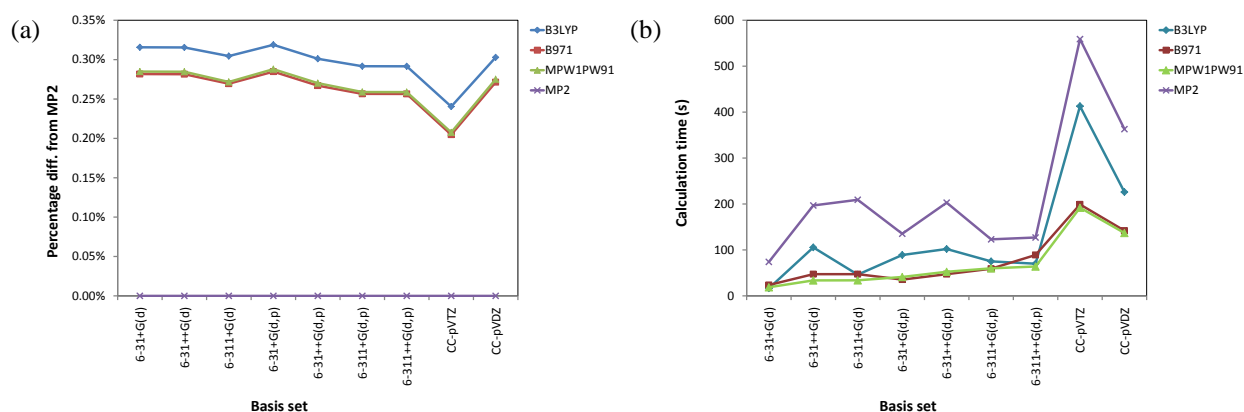 (a)
Percentage diff. from MP2
0.35%
0.30%
0.25%
0.20%
0.15%
0.10%
0.05%
0.00%
6-31+G(d)
6-31++G(d)
6-311+G(d)
6-31+G(d,p)
6-31++G(d,p)
6-311+G(d,p)
6-311++G(d,p)
CC-pVTZ
CC-pVDZ
Basis set
B3LYP
B971
MPW1PW91
MP2
(b)
Calculation time (s)
600
500
400
300
200
100
0
6-31+G(d)
6-31++G(d)
6-311+G(d)
6-31+G(d,p)
6-31++G(d,p)
6-311+G(d,p)
6-311++G(d,p)
CC-pVTZ
CC-pVDZ
Basis set
B3LYP
B971
MPW1PW91
MP2